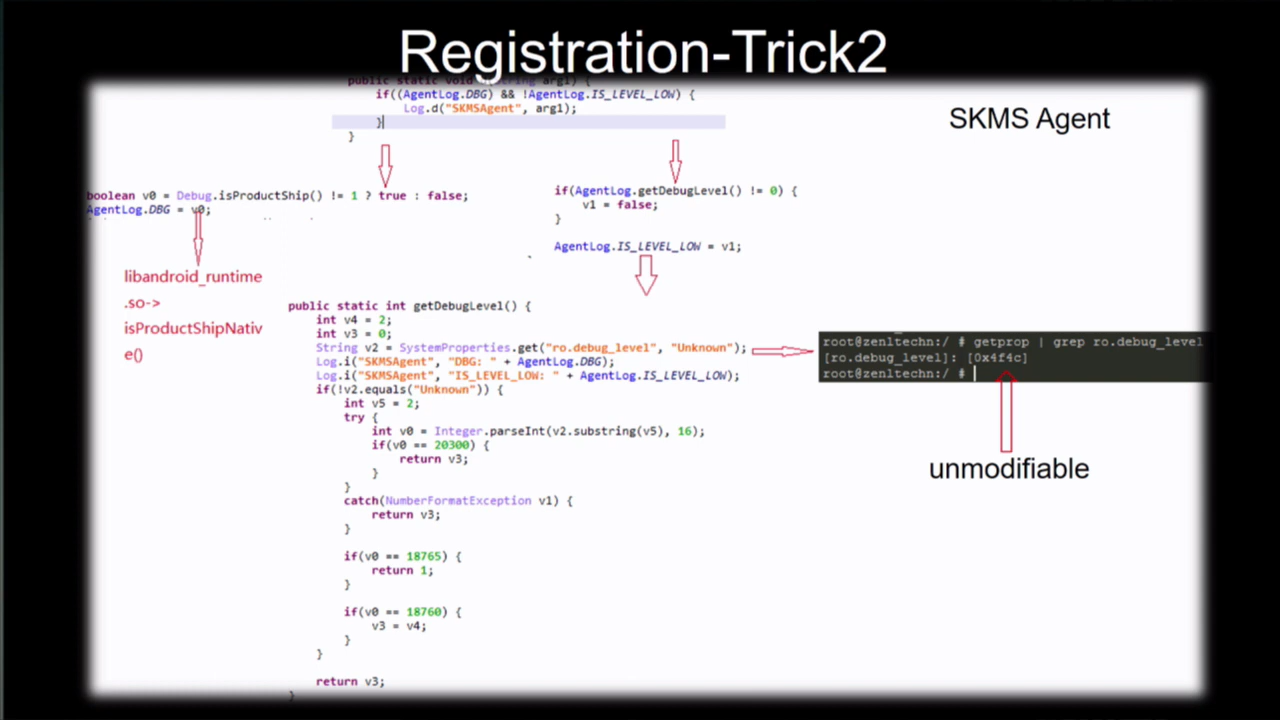 Registration-Trick2
SKMS Agent
public static void (String arg1) {
if((AgentLog.DBG) && !AgentLog.IS_LEVEL_LOW) {
Log.d("SKMSAgent", arg1);
}
}
boolean v0 = Debug.isProductShip() != 1 ? true : false;
AgentLog.DBG = v0;
if(AgentLog.getDebugLevel() != 0) {
v1 = false;
}
AgentLog.IS_LEVEL_LOW = v1;
libandroid_runtime
.so->
isProductShipNativ
e()
public static int getDebugLevel() {
int v4 = 2;
int v3 = 0;
String v2 = SystemProperties.get("ro.debug_level", "Unknown");
Log.i("SKMSAgent", "DBG: " + AgentLog.DBG);
Log.i("SKMSAgent", "IS_LEVEL_LOW: " + AgentLog.IS_LEVEL_LOW);
if(!v2.equals("Unknown")) {
int v5 = 2;
try {
int v0 = Integer.parseInt(v2.substring(v5), 16);
if(v0 == 20300) {
return v3;
}
}
catch(NumberFormatException v1) {
return v3;
}
if(v0 == 18765) {
return 1;
}
if(v0 == 18760) {
v3 = v4;
}
}
return v3;
}
root@zenltechn:/ # getprop | grep ro.debug_level
[ro.debug_level]: [0x4f4c]
root@zenltechn:/ #
unmodifiable